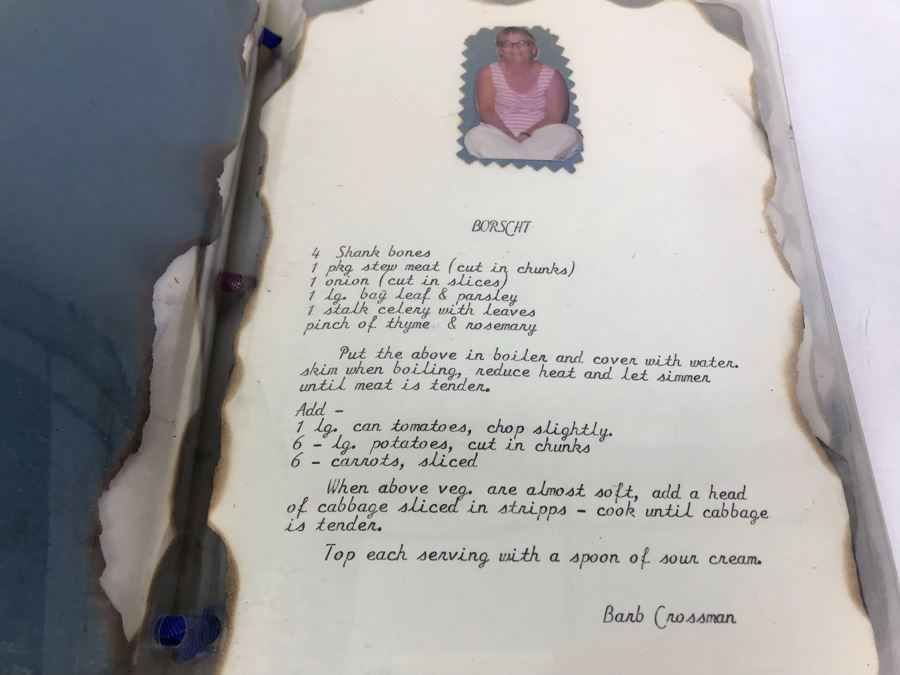 BORSCHT
4 Shank bones
1 pkg stew meat (cut in chunks)
1 onion (cut in slices)
1 lg. bay leaf & parsley
1 stalk celery with leaves
pinch of thyme & rosemary
Put the above in boiler and cover with water.
skim when boiling, reduce heat and let simmer
until meat is tender.
Add -
1 lg. can tomatoes, chop slightly.
6 - lg. potatoes, cut in chunks
6 - carrots, sliced
When above veg. are almost soft, add a head
of cabbage sliced in stripps - cook until cabbage
is tender.
Top each serving with a spoon of sour cream.
Barb Crossman